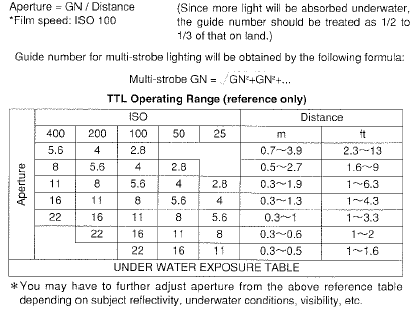 Aperture = GN / Distance
*Film speed: ISO 100
(Since more light will be absorbed underwater,
the guide number should be treated as 1/2 to
1/3 of that on land.)
Guide number for multi-strobe lighting will be obtained by the following formula:
Multi-strobe GN = √GN²+GN²+...
TTL Operating Range (reference only)
ISO Distance
400 200 100 50 25 m ft
Aperture
5.6 4 2.8 0.7~3.9 2.3~13
8 5.6 4 2.8 0.5~2.7 1.6~9
11 8 5.6 4 2.8 0.3~1.9 1~6.3
16 11 8 5.6 4 0.3~1.3 1~4.3
22 16 11 8 5.6 0.3~1 1~3.3
22 16 11 8 0.3~0.6 1~2
22 16 11 0.3~0.5 1~1.6
UNDER WATER EXPOSURE TABLE
*You may have to further adjust aperture from the above reference table
depending on subject reflectivity, underwater conditions, visibility, etc.